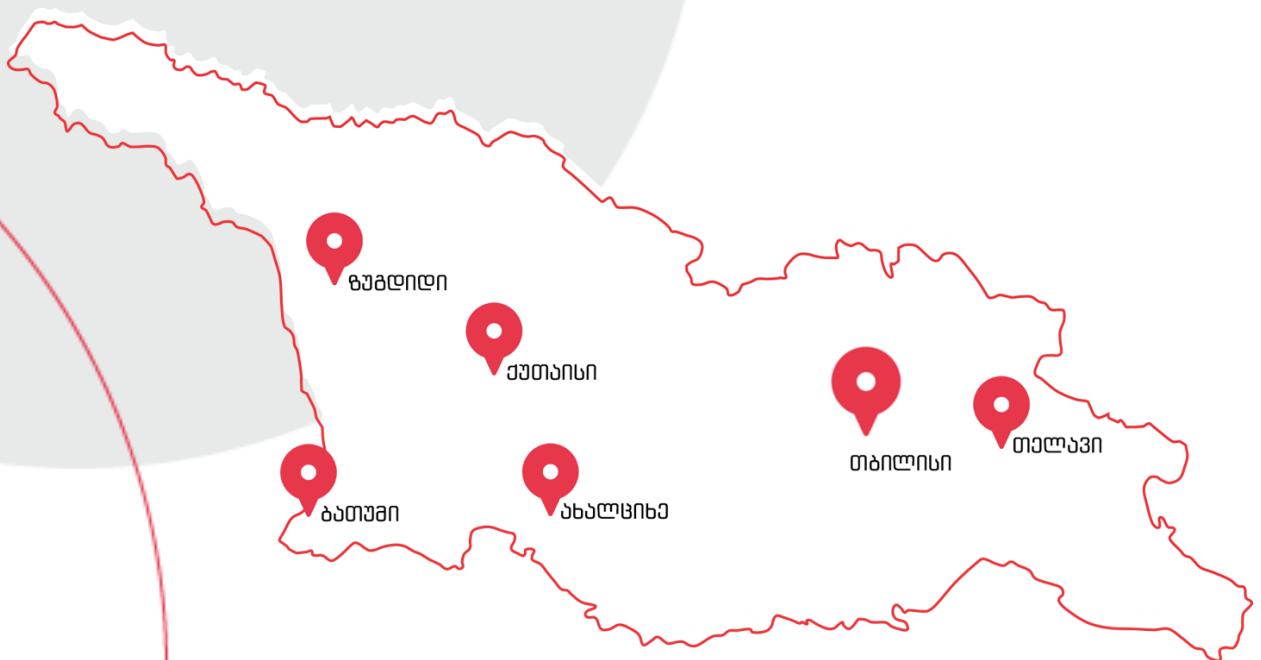 ზუგდიდი
ქუთაისი
თბილისი
თელავი
ბათუმი
ახალციხე